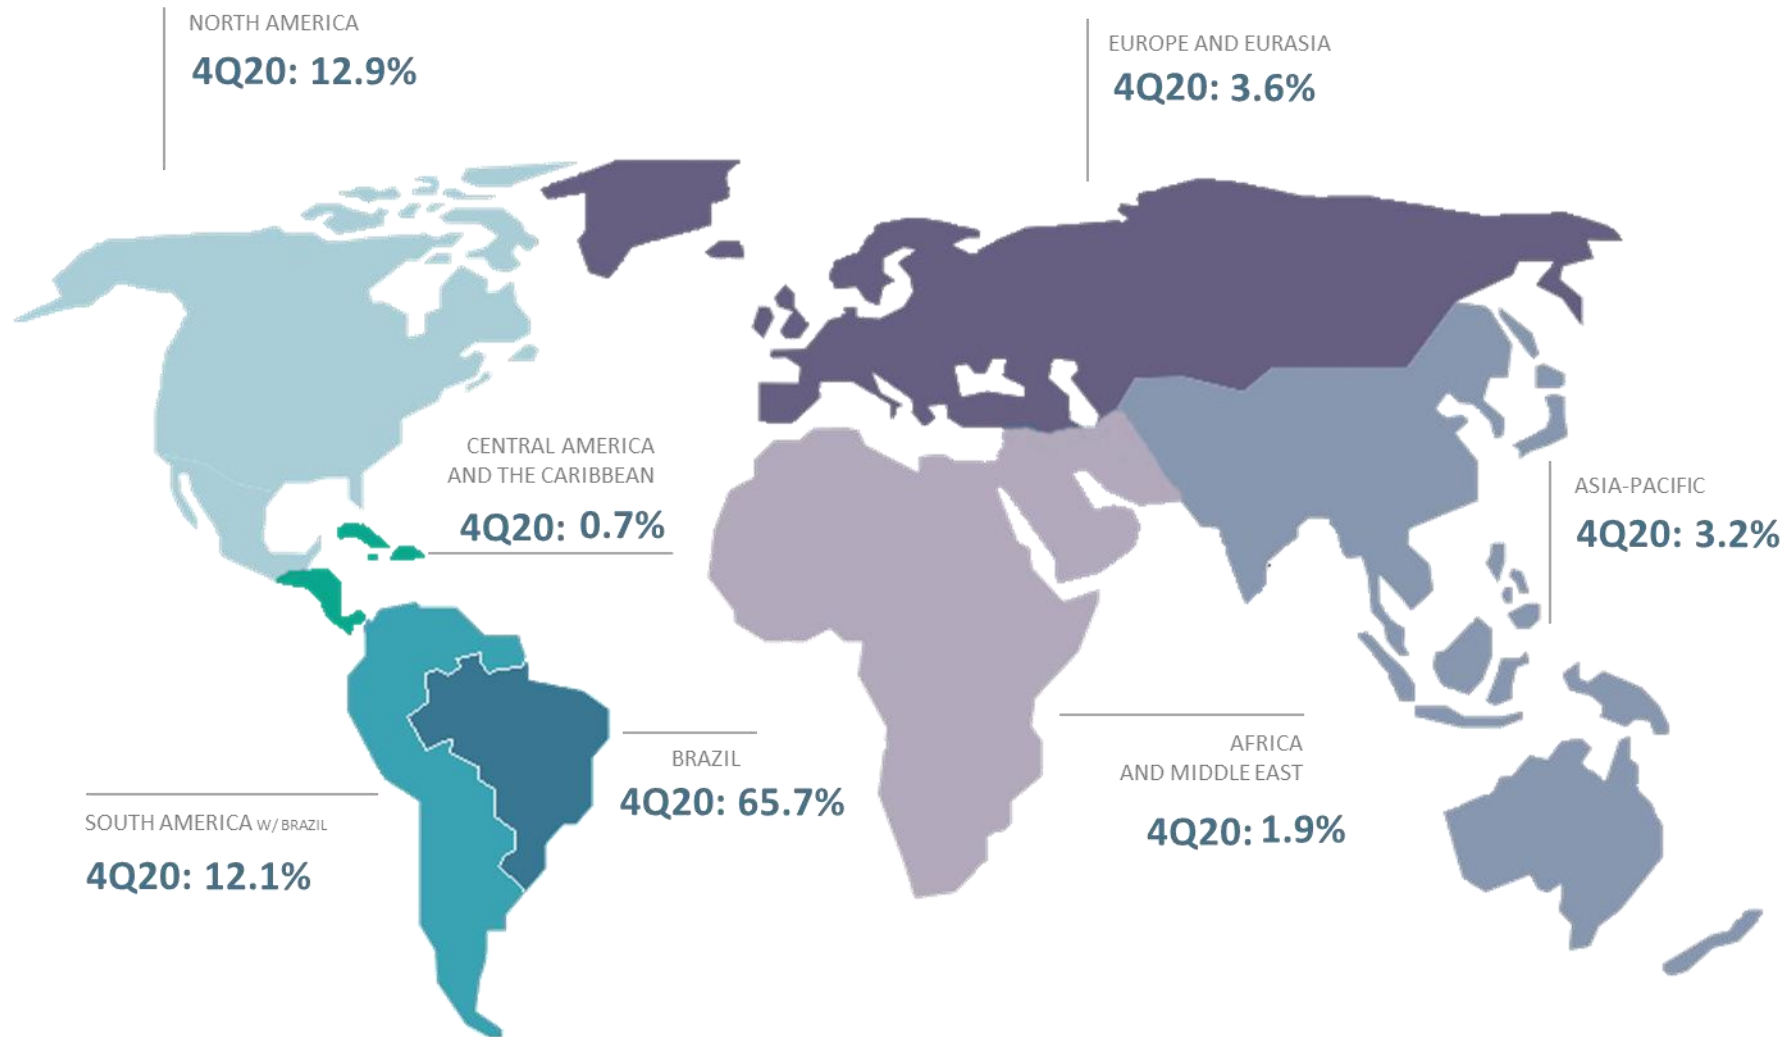 NORTH AMERICA
4Q20: 12.9%
EUROPE AND EURASIA
4Q20: 3.6%
CENTRAL AMERICA
AND THE CARIBBEAN
4Q20: 0.7%
ASIA-PACIFIC
4Q20: 3.2%
BRAZIL
4Q20: 65.7%
AFRICA
AND MIDDLE EAST
4Q20: 1.9%
SOUTH AMERICA W/ BRAZIL
4Q20: 12.1%